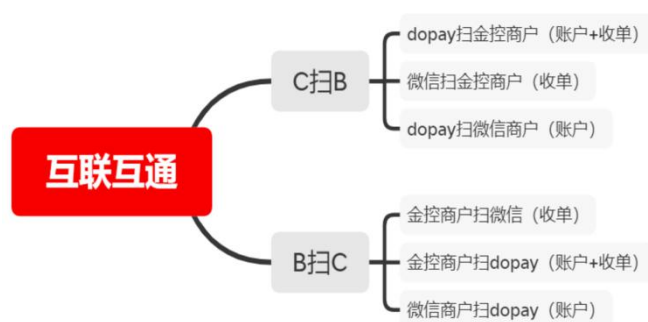 互联互通
C扫B
dopay扫金控商户（账户+收单）
微信扫金控商户（收单）
dopay扫微信商户（账户）
B扫C
金控商户扫微信（收单）
金控商户扫dopay（账户+收单）
微信商户扫dopay（账户）